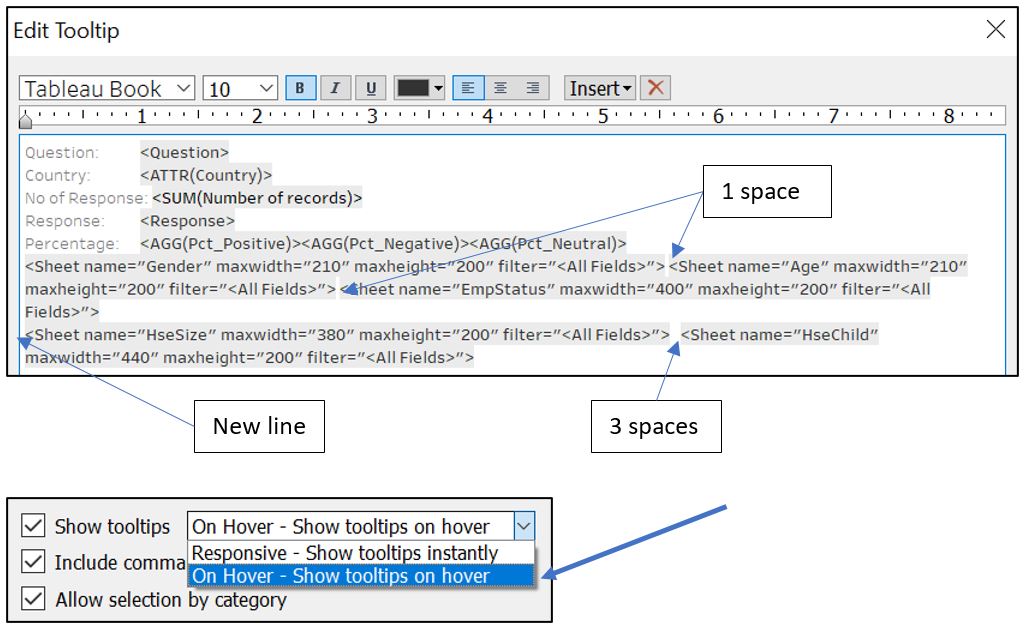 Edit Tooltip
Tableau Book 10 B I U Insert
1 2 3 4 5 6 7 8
Question: <Question>
Country: <ATTR(Country)>
No of Response: <SUM(Number of records)>
Response: <Response>
Percentage: <AGG(Pct_Positive)><AGG(Pct_Negative)><AGG(Pct_Neutral)>
<Sheet name="Gender" maxwidth="210" maxheight="200" filter="<All Fields>"> <Sheet name="Age" maxwidth="210"
maxheight="200" filter="<All Fields>"> <Sheet name="EmpStatus" maxwidth="400" maxheight="200" filter="<All
Fields>">
<Sheet name="HseSize" maxwidth="380" maxheight="200" filter="<All Fields>">   <Sheet name="HseChild"
maxwidth="440" maxheight="200" filter="<All Fields>">
1 space
New line
3 spaces
Show tooltips On Hover - Show tooltips on hover
Responsive - Show tooltips instantly
Include comma
On Hover - Show tooltips on hover
Allow selection by category